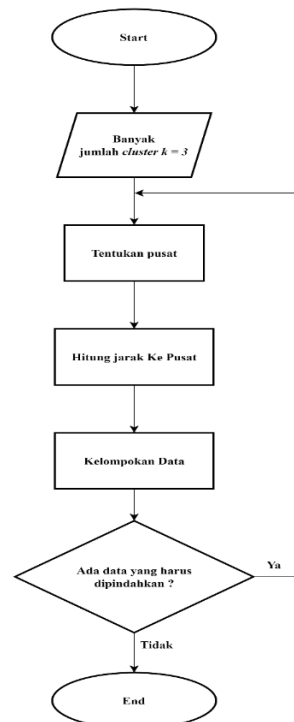 Start
Banyak
jumlah cluster k = 3
Tentukan pusat
Hitung jarak Ke Pusat
Kelompokan Data
Ada data yang harus
dipindahkan ?
Ya
Tidak
End